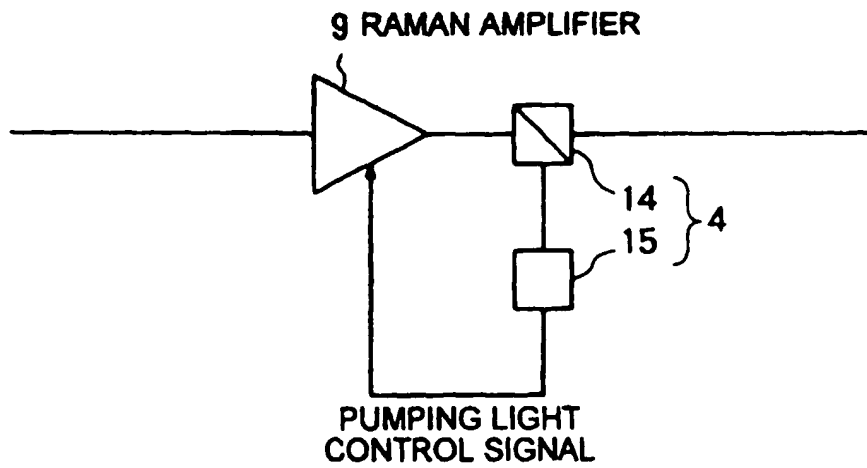 9 RAMAN AMPLIFIER
14
15
4
PUMPING LIGHT
CONTROL SIGNAL